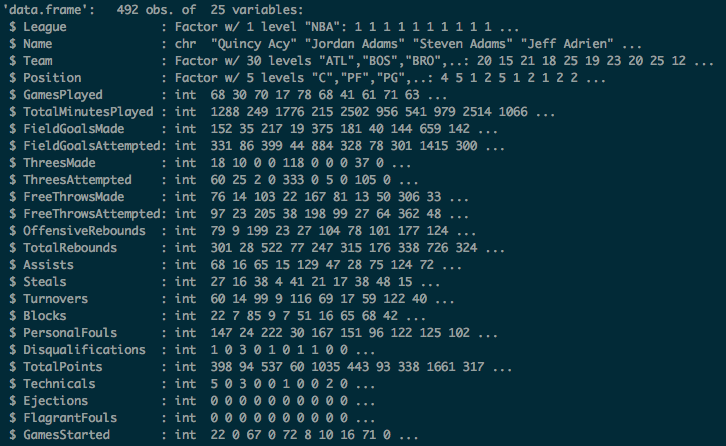 'data.frame':   492 obs. of  25 variables:
 $ League             : Factor w/ 1 level "NBA": 1 1 1 1 1 1 1 1 1 1 ...
 $ Name               : chr  "Quincy Acy" "Jordan Adams" "Steven Adams" "Jeff Adrien" ...
 $ Team               : Factor w/ 30 levels "ATL","BOS","BRO",..: 20 15 21 18 25 19 23 20 25 12 ...
 $ Position           : Factor w/ 5 levels "C","PF","PG",..: 4 5 1 2 5 1 2 1 2 2 ...
 $ GamesPlayed        : int  68 30 70 17 78 68 41 61 71 63 ...
 $ TotalMinutesPlayed : int  1288 249 1776 215 2502 956 541 979 2514 1066 ...
 $ FieldGoalsMade     : int  152 35 217 19 375 181 40 144 659 142 ...
 $ FieldGoalsAttempted: int  331 86 399 44 884 328 78 301 1415 300 ...
 $ ThreesMade         : int  18 10 0 0 118 0 0 0 37 0 ...
 $ ThreesAttempted    : int  60 25 2 0 333 0 5 0 105 0 ...
 $ FreeThrowsMade     : int  76 14 103 22 167 81 13 50 306 33 ...
 $ FreeThrowsAttempted: int  97 23 205 38 198 99 27 64 362 48 ...
 $ OffensiveRebounds  : int  79 9 199 23 27 104 78 101 177 124 ...
 $ TotalRebounds      : int  301 28 522 77 247 315 176 338 726 324 ...
 $ Assists            : int  68 16 65 15 129 47 28 75 124 72 ...
 $ Steals             : int  27 16 38 4 41 21 17 38 48 15 ...
 $ Turnovers          : int  60 14 99 9 116 69 17 59 122 40 ...
 $ Blocks             : int  22 7 85 9 7 51 16 65 68 42 ...
 $ PersonalFouls      : int  147 24 222 30 167 151 96 122 125 102 ...
 $ Disqualifications  : int  1 0 3 0 1 0 1 1 0 0 ...
 $ TotalPoints        : int  398 94 537 60 1035 443 93 338 1661 317 ...
 $ Technicals         : int  5 0 3 0 0 1 0 0 2 0 ...
 $ Ejections          : int  0 0 0 0 0 0 0 0 0 0 ...
 $ FlagrantFouls      : int  0 0 0 0 0 0 0 0 0 0 ...
 $ GamesStarted       : int  22 0 67 0 72 8 10 16 71 0 ...